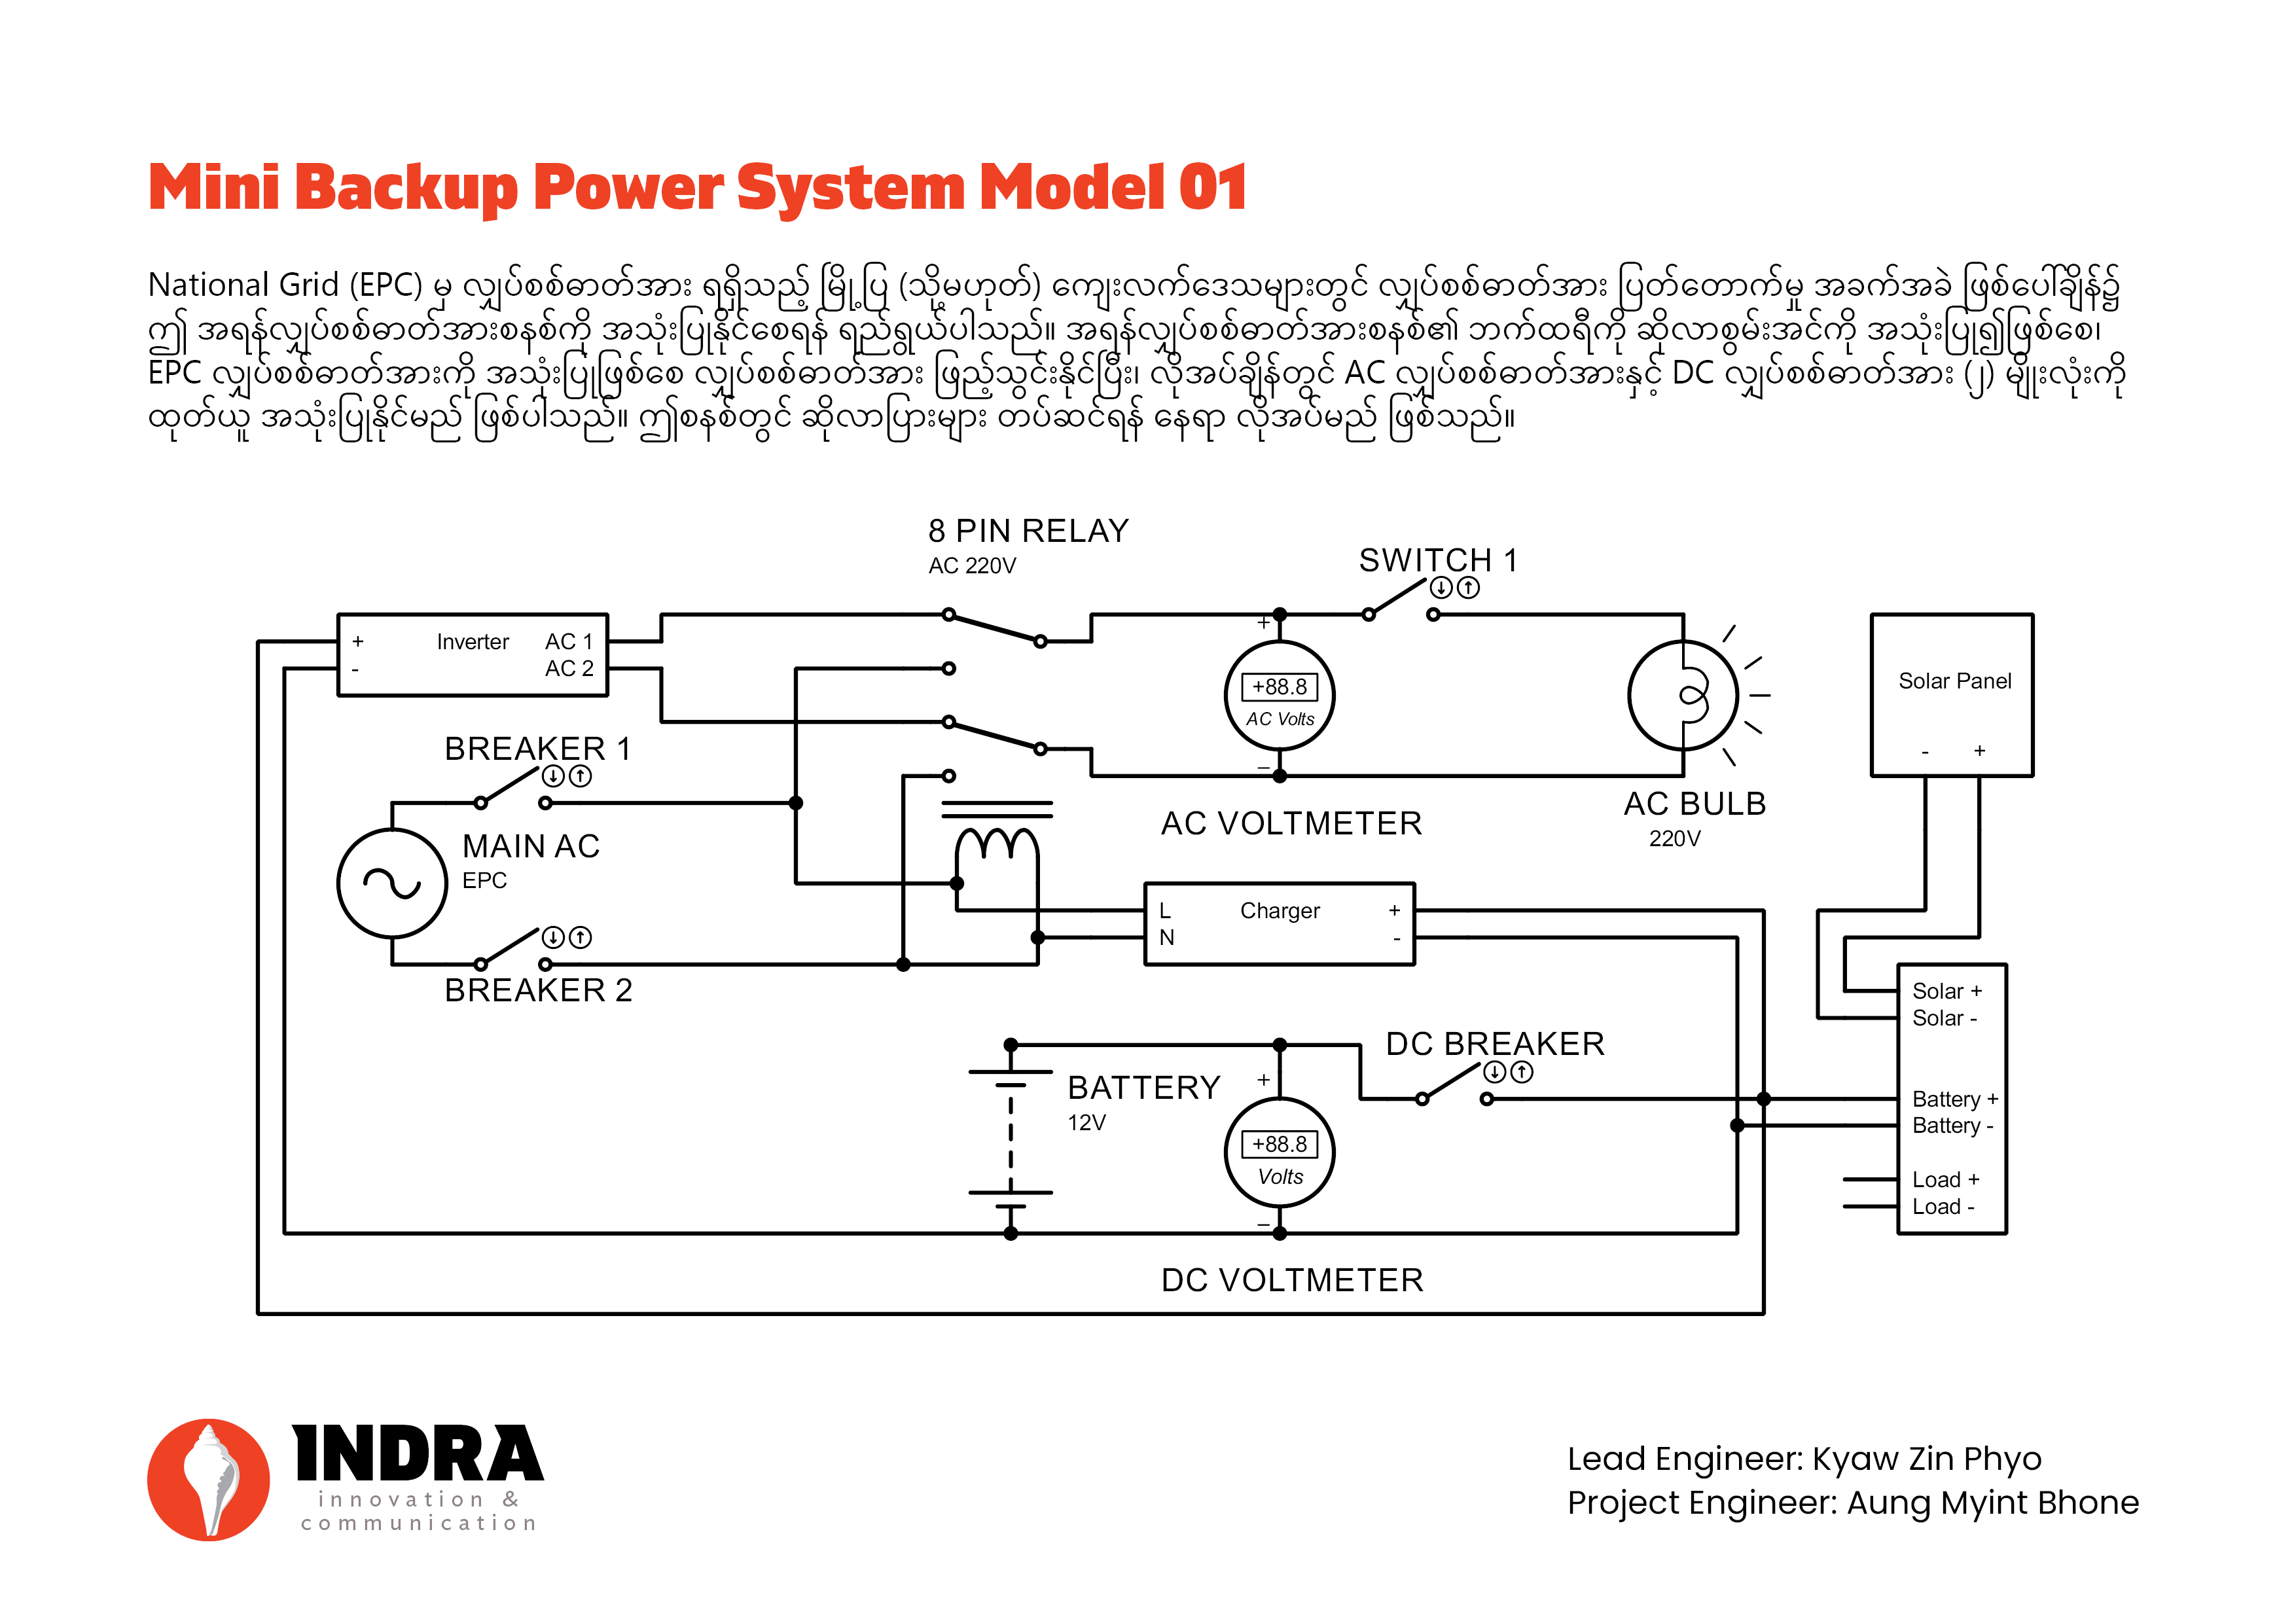 Mini Backup Power System Model 01
National Grid (EPC) မှ လျှပ်စစ်ဓာတ်အား ရရှိသည့် မြို့ပြ (သို့မဟုတ်) ကျေးလက်ဒေသများတွင် လျှပ်စစ်ဓာတ်အား ပြတ်တောက်မှု အခက်အခဲ ဖြစ်ပေါ်ချိန်၌
ဤ အရန်လျှပ်စစ်ဓာတ်အားစနစ်ကို အသုံးပြုနိုင်စေရန် ရည်ရွယ်ပါသည်။ အရန်လျှပ်စစ်ဓာတ်အားစနစ်၏ ဘက်ထရီကို ဆိုလာစွမ်းအင်ကို အသုံးပြု၍ဖြစ်စေ၊
EPC လျှပ်စစ်ဓာတ်အားကို အသုံးပြုဖြစ်စေ လျှပ်စစ်ဓာတ်အား ဖြည့်သွင်းနိုင်ပြီး၊ လိုအပ်ချိန်တွင် AC လျှပ်စစ်ဓာတ်အားနှင့် DC လျှပ်စစ်ဓာတ်အား (၂) မျိုးလုံးကို
ထုတ်ယူ အသုံးပြုနိုင်မည် ဖြစ်ပါသည်။ ဤစနစ်တွင် ဆိုလာပြားများ တပ်ဆင်ရန် နေရာ လိုအပ်မည် ဖြစ်သည်။
8 PIN RELAY
AC 220V
SWITCH 1
+ Inverter AC 1
- AC 2
+
+88.8
AC Volts
–
AC VOLTMETER
AC BULB
220V
Solar Panel
- +
BREAKER 1
MAIN AC
EPC
BREAKER 2
L Charger +
N -
Solar +
Solar -
Battery +
Battery -
Load +
Load -
DC BREAKER
BATTERY
12V
+
+88.8
Volts
–
DC VOLTMETER
INDRA
innovation &
communication
Lead Engineer: Kyaw Zin Phyo
Project Engineer: Aung Myint Bhone